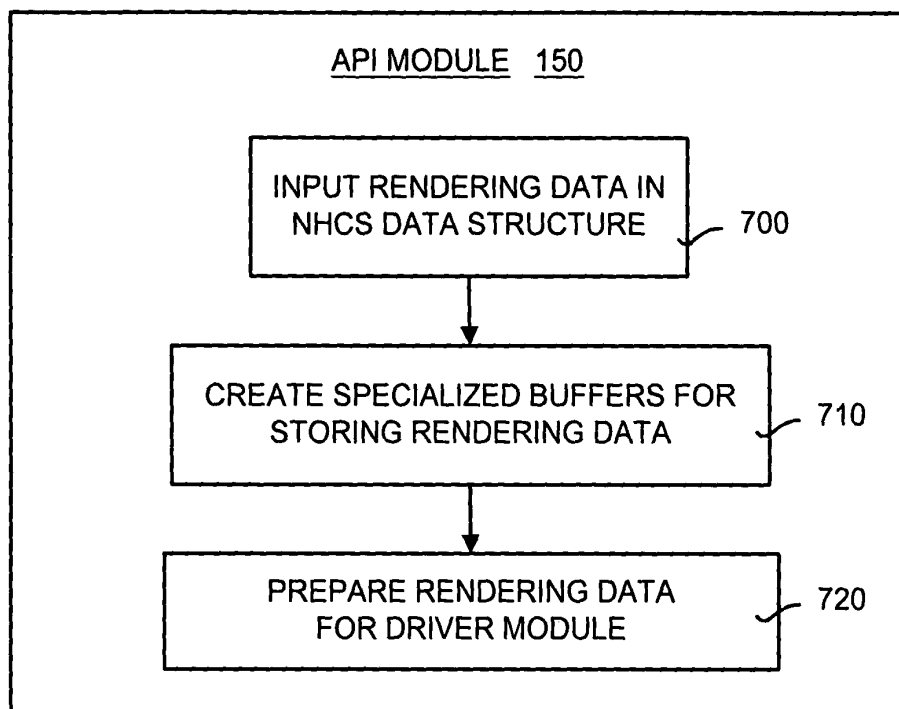 API MODULE 150
INPUT RENDERING DATA IN
NHCS DATA STRUCTURE
700
CREATE SPECIALIZED BUFFERS FOR
STORING RENDERING DATA
710
PREPARE RENDERING DATA
FOR DRIVER MODULE
720